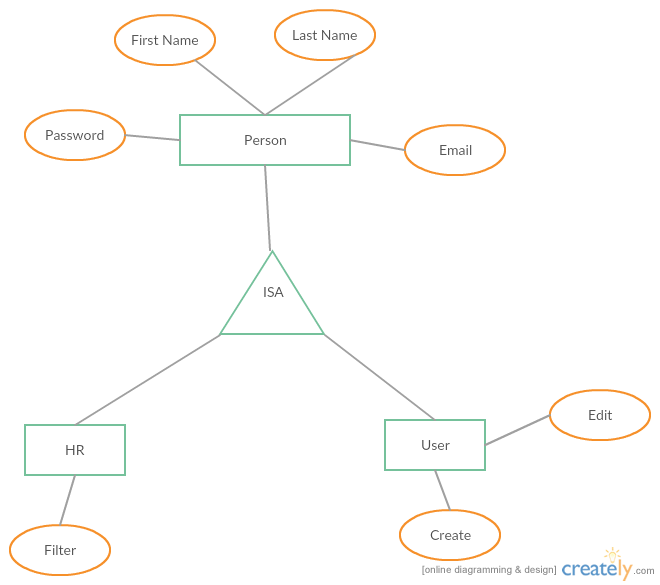 First Name
Last Name
Password
Person
Email
ISA
HR
User
Edit
Filter
Create
[online diagramming & design] creately.com